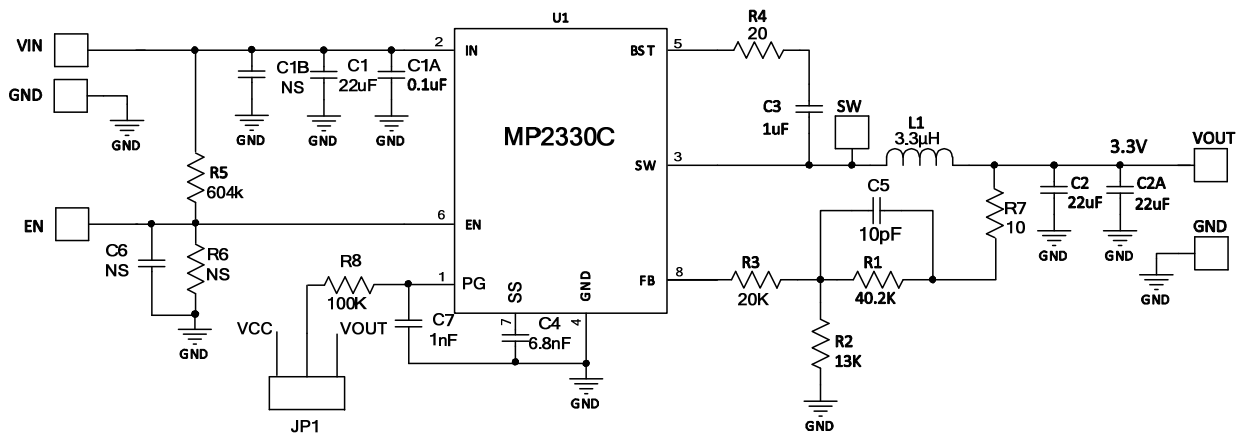 U1
VIN
2
IN
BST
5
R4
20
C1B
NS
C1
22uF
C1A
0.1uF
GND
GND
GND
GND
GND
MP2330C
C3
1uF
SW
L1
3.3µH
SW
3
3.3V
VOUT
R5
604k
C5
10pF
R7
10
C2
22uF
C2A
22uF
GND
GND
GND
GND
EN
6
EN
C6
NS
R6
NS
GND
R8
100K
1
PG
SS
GND
FB
8
R3
20K
R1
40.2K
VCC
VOUT
C7
1nF
7
C4
6.8nF
4
R2
13K
GND
GND
JP1